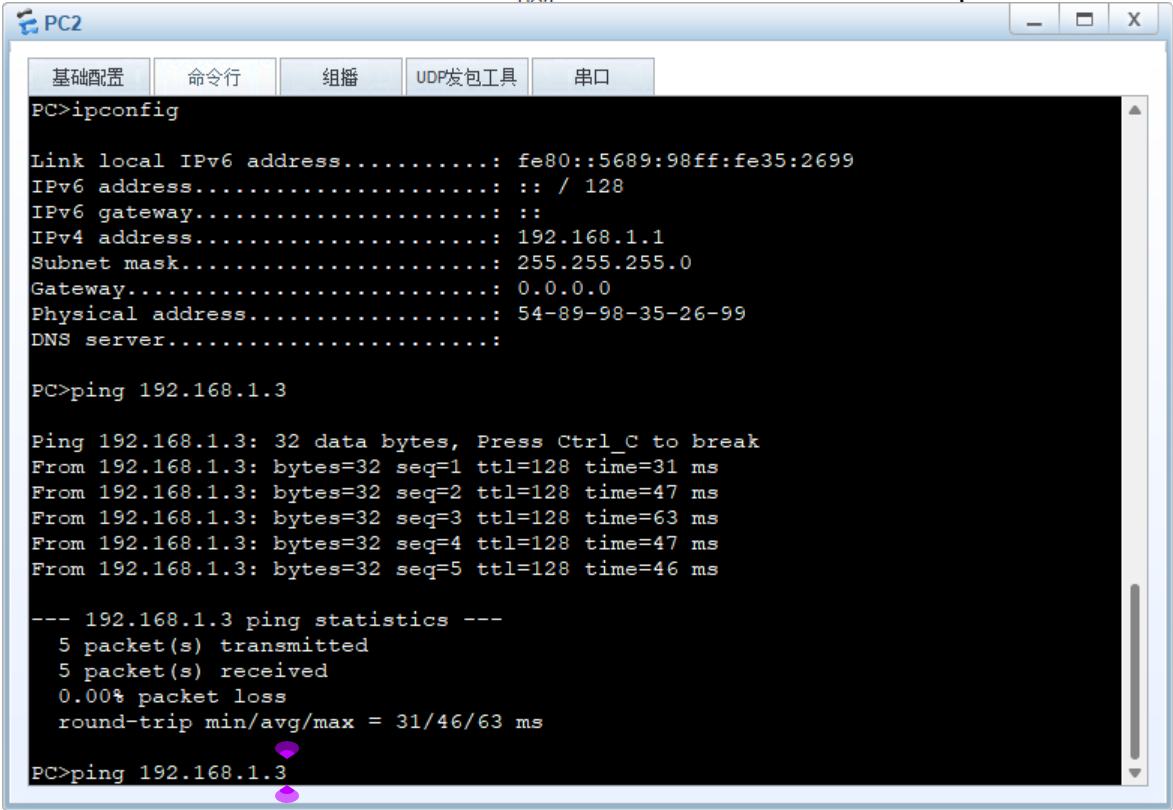 PC2
基础配置 命令行 组播 UDP发包工具 串口
PC>ipconfig
Link local IPv6 address...........: fe80::5689:98ff:fe35:2699
IPv6 address......................: :: / 128
IPv6 gateway......................: ::
IPv4 address......................: 192.168.1.1
Subnet mask.......................: 255.255.255.0
Gateway...........................: 0.0.0.0
Physical address..................: 54-89-98-35-26-99
DNS server........................:
PC>ping 192.168.1.3
Ping 192.168.1.3: 32 data bytes, Press Ctrl_C to break
From 192.168.1.3: bytes=32 seq=1 ttl=128 time=31 ms
From 192.168.1.3: bytes=32 seq=2 ttl=128 time=47 ms
From 192.168.1.3: bytes=32 seq=3 ttl=128 time=63 ms
From 192.168.1.3: bytes=32 seq=4 ttl=128 time=47 ms
From 192.168.1.3: bytes=32 seq=5 ttl=128 time=46 ms
--- 192.168.1.3 ping statistics ---
5 packet(s) transmitted
5 packet(s) received
0.00% packet loss
round-trip min/avg/max = 31/46/63 ms
PC>ping 192.168.1.3